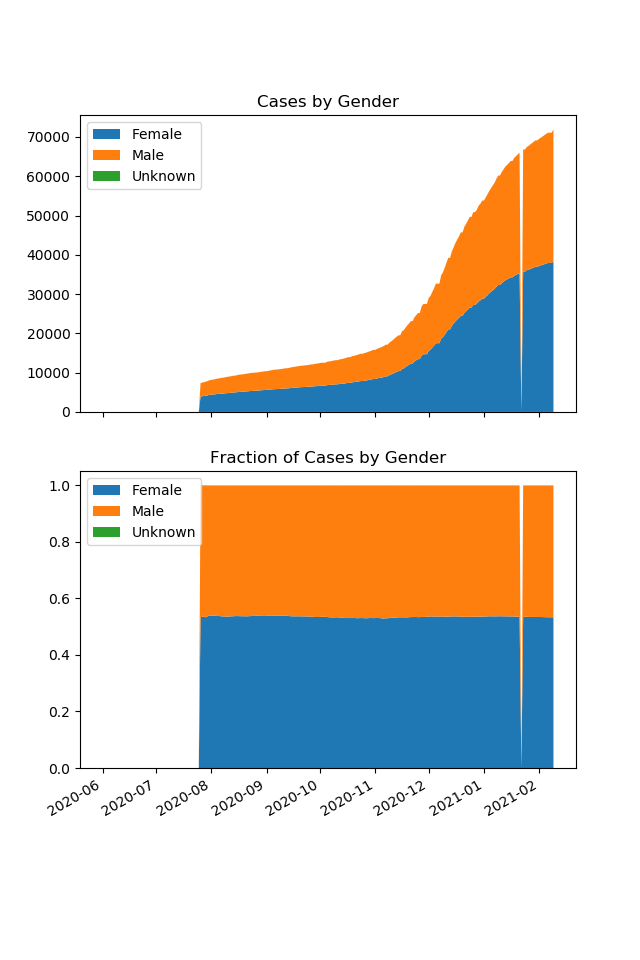 Cases by Gender
Female
Male
Unknown
70000
60000
50000
40000
30000
20000
10000
0
Fraction of Cases by Gender
Female
Male
Unknown
1.0
0.8
0.6
0.4
0.2
0.0
2020-06
2020-07
2020-08
2020-09
2020-10
2020-11
2020-12
2021-01
2021-02